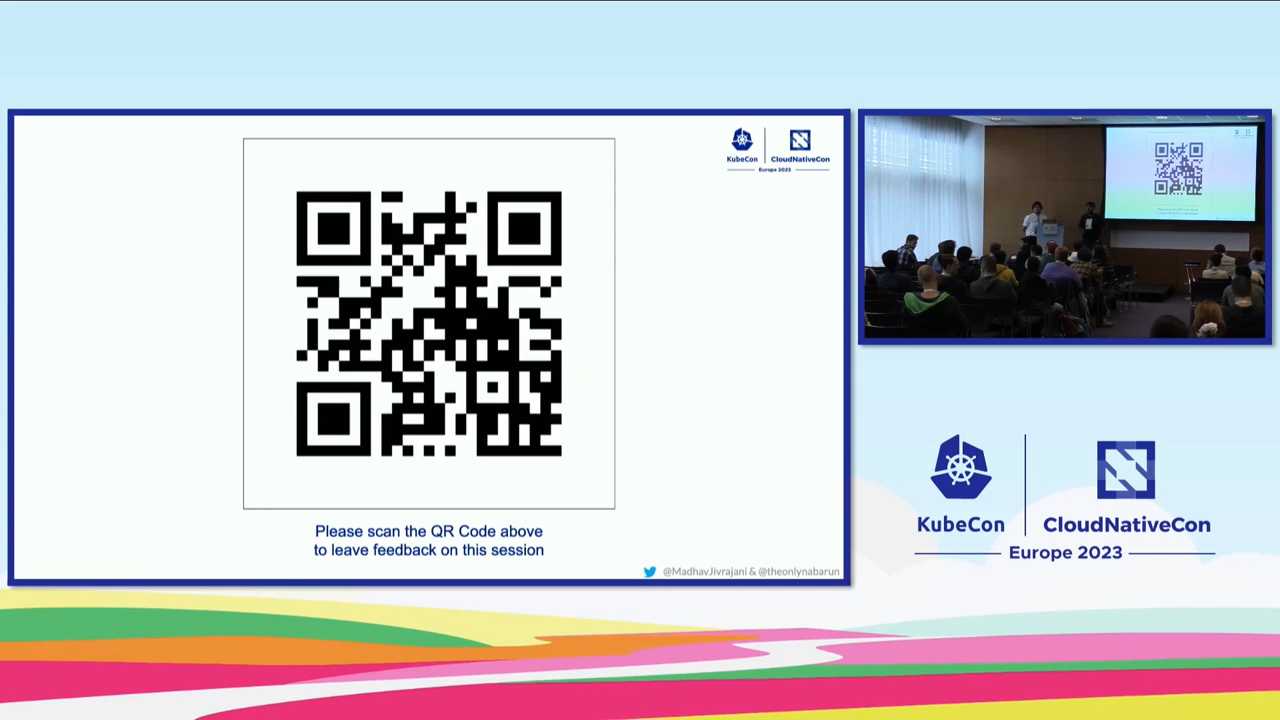 KubeCon
CloudNativeCon
Europe 2023
Please scan the QR Code above
to leave feedback on this session
@MadhavJivrajani & @theonlynabarun
KubeCon
CloudNativeCon
Europe 2023